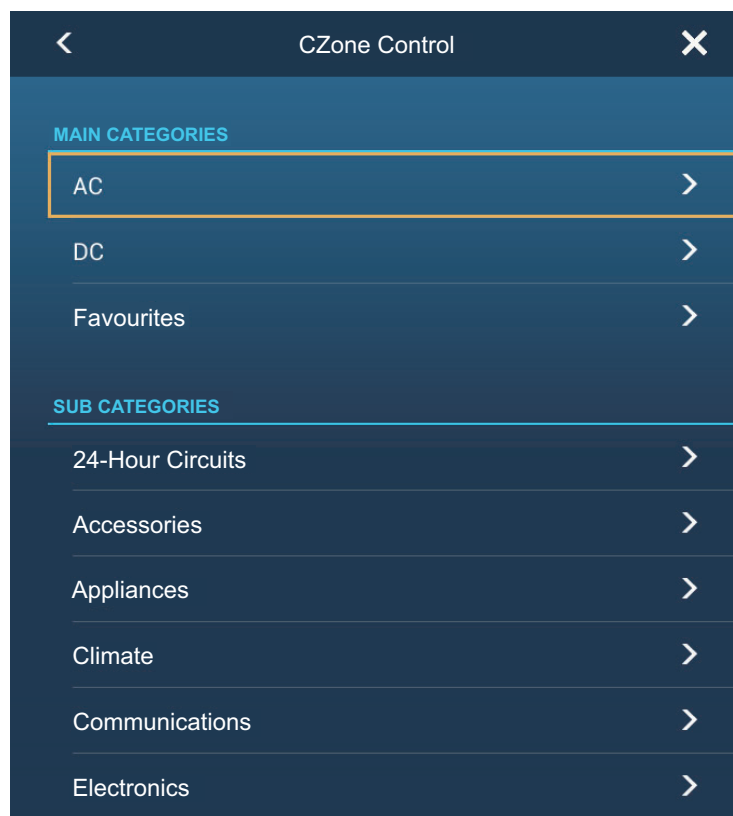 CZone Control
MAIN CATEGORIES
AC
DC
Favourites
SUB CATEGORIES
24-Hour Circuits
Accessories
Appliances
Climate
Communications
Electronics